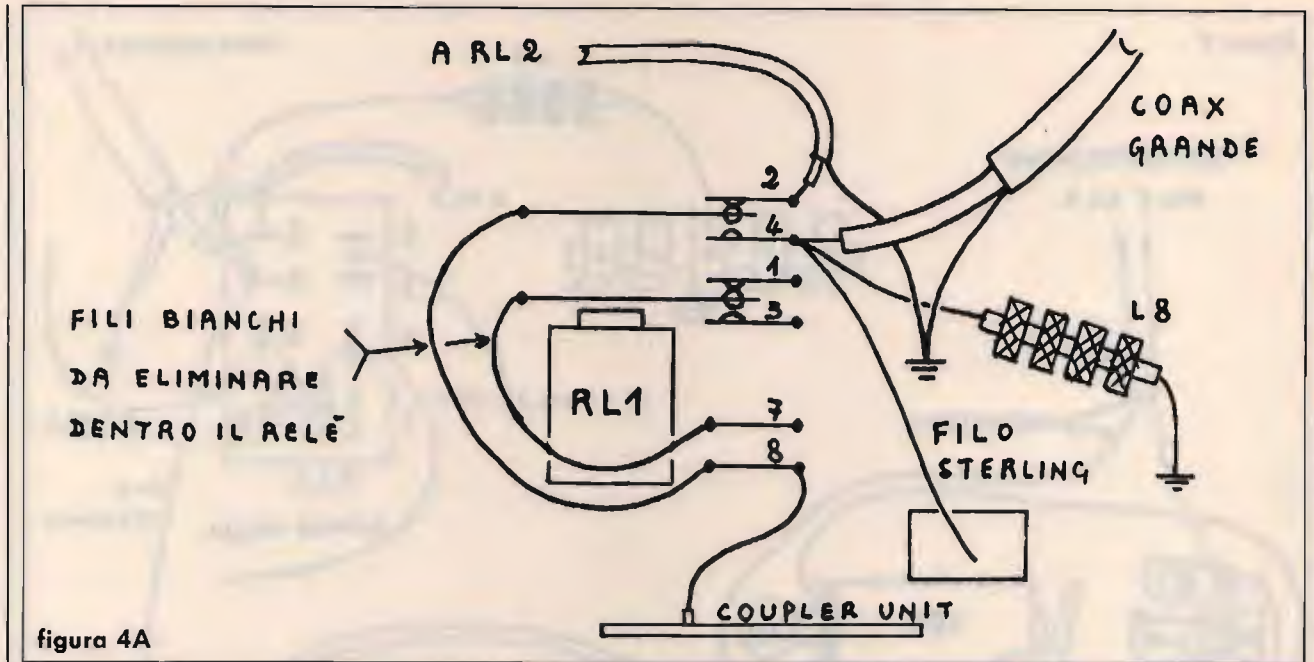 A RL2
COAX
GRANDE
2
4
1
3
L8
FILI BIANCHI
DA ELIMINARE
DENTRO IL RELÈ
RL1
7
8
FILO
STERLING
COUPLER UNIT
figura 4A